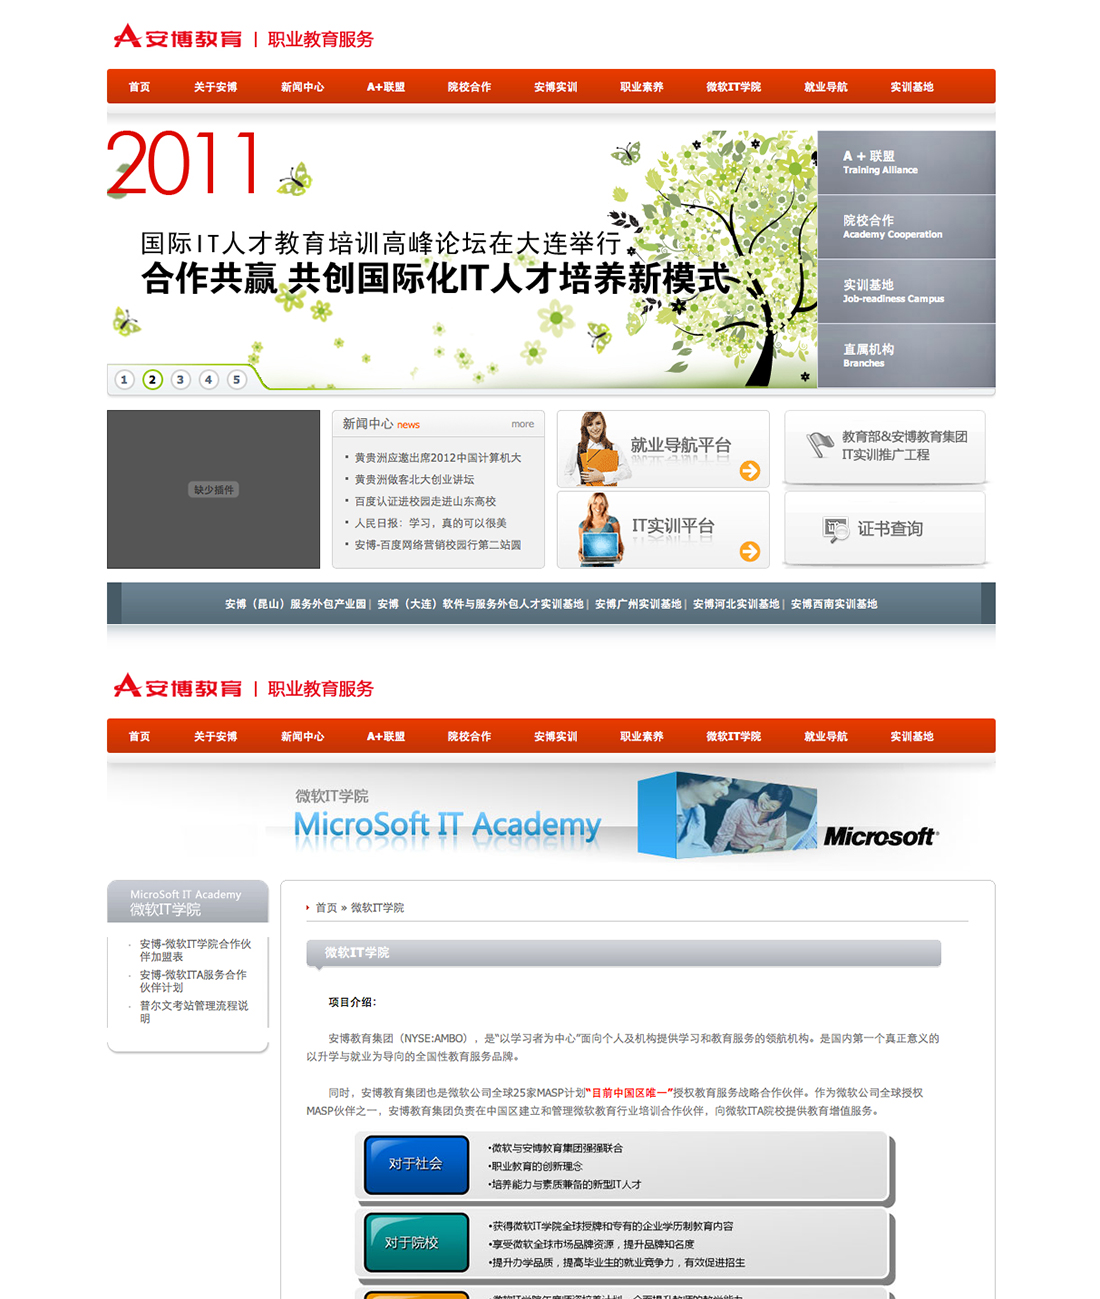 安博教育 | 职业教育服务
首页 关于安博 新闻中心 A+联盟 院校合作 安博实训 职业素养 微软IT学院 就业导航 实训基地
2011
国际IT人才教育培训高峰论坛在大连举行
合作共赢 共创国际化IT人才培养新模式
1 2 3 4 5
A + 联盟
Training Alliance
院校合作
Academy Cooperation
实训基地
Job-readiness Campus
直属机构
Branches
缺少插件
新闻中心 news more
黄贵洲应邀出席2012中国计算机大
黄贵洲做客北大创业讲坛
百度认证进校园走进山东高校
人民日报：学习，真的可以很美
安博-百度网络营销校园行第二站圆
就业导航平台
IT实训平台
教育部&安博教育集团
IT实训推广工程
证书查询
安博（昆山）服务外包产业园 | 安博（大连）软件与服务外包人才实训基地 | 安博广州实训基地 | 安博河北实训基地 | 安博西南实训基地
安博教育 | 职业教育服务
首页 关于安博 新闻中心 A+联盟 院校合作 安博实训 职业素养 微软IT学院 就业导航 实训基地
微软IT学院
MicroSoft IT Academy
Microsoft
MicroSoft IT Academy
微软IT学院
安博-微软IT学院合作伙
伴加盟表
安博-微软ITA服务合作
伙伴计划
普尔文考站管理流程说
明
首页 » 微软IT学院
微软IT学院
项目介绍：
安博教育集团（NYSE:AMBO），是“以学习者为中心”面向个人及机构提供学习和教育服务的领航机构。是国内第一个真正意义的
以升学与就业为导向的全国性教育服务品牌。
同时，安博教育集团也是微软公司全球25家MASP计划“目前中国区唯一”授权教育服务战略合作伙伴。作为微软公司全球授权
MASP伙伴之一，安博教育集团负责在中国区建立和管理微软教育行业培训合作伙伴，向微软ITA院校提供教育增值服务。
对于社会
•微软与安博教育集团强强联合
•职业教育的创新理念
•培养能力与素质兼备的新型IT人才
对于院校
•获得微软IT学院全球授牌和专有的企业学历制教育内容
•享受微软全球市场品牌资源，提升品牌知名度
•提升办学品质，提高毕业生的就业竞争力，有效促进招生